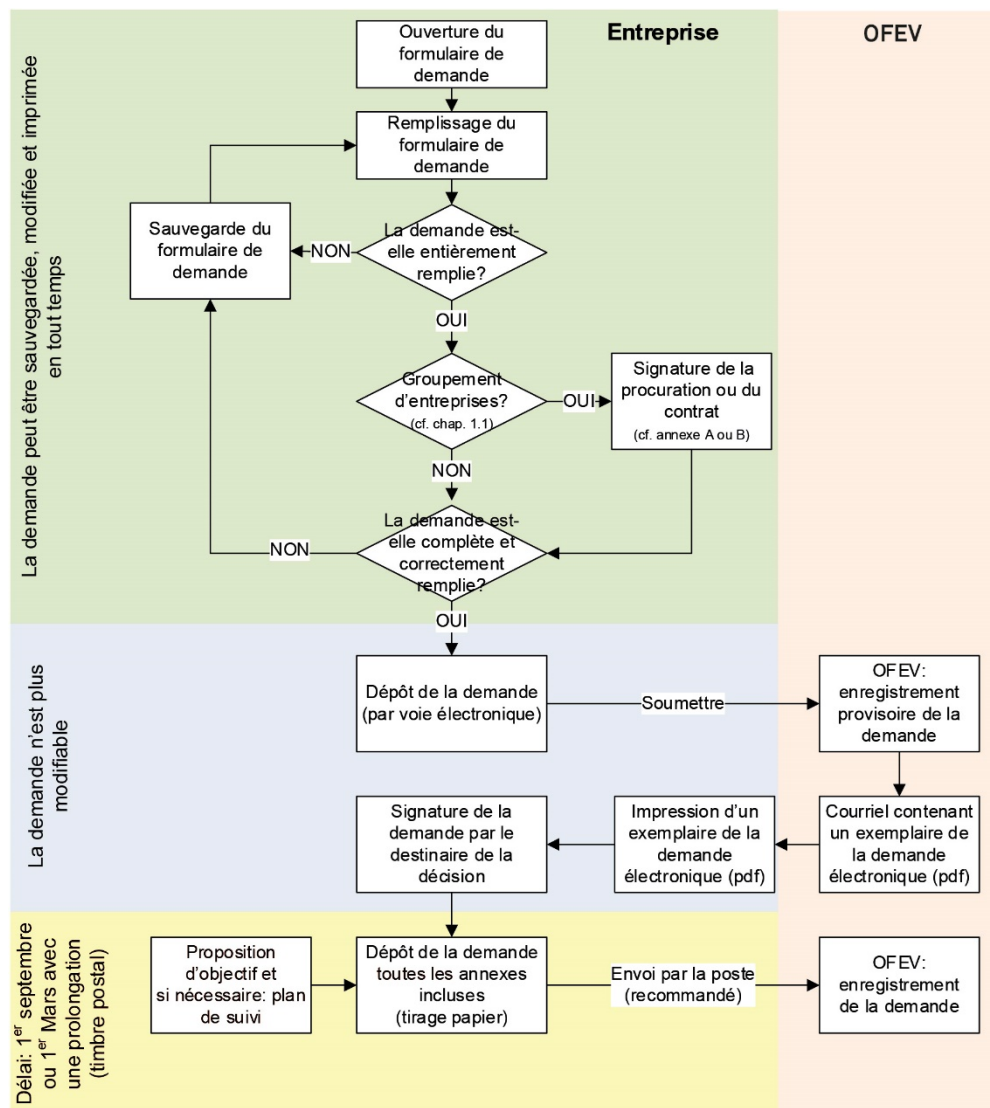 Entreprise
OFEV
La demande peut être sauvegardée, modifiée et imprimée
en tout temps
Ouverture du
formulaire de
demande
Remplissage du
formulaire de
demande
Sauvegarde du
formulaire de
demande
NON
La demande est-
elle entièrement
remplie?
OUI
Groupement
d'entreprises?
(cf. chap. 1.1)
OUI
Signature de la
procuration ou du
contrat
(cf. annexe A ou B)
NON
La demande est-
elle complète et
correctement
remplie?
NON
OUI
La demande n'est plus
modifiable
Dépôt de la demande
(par voie électronique)
Soumettre
OFEV:
enregistrement
provisoire de la
demande
Signature de la
demande par le
destinaire de la
décision
Impression d'un
exemplaire de la
demande
électronique (pdf)
Courriel contenant
un exemplaire de
la demande
électronique (pdf)
Délai: 1er septembre
ou 1er Mars avec
une prolongation
(timbre postal)
Proposition
d'objectif et
si nécessaire: plan
de suivi
Dépôt de la demande
toutes les annexes
incluses
(tirage papier)
Envoi par la poste
(recommandé)
OFEV:
enregistrement
de la demande